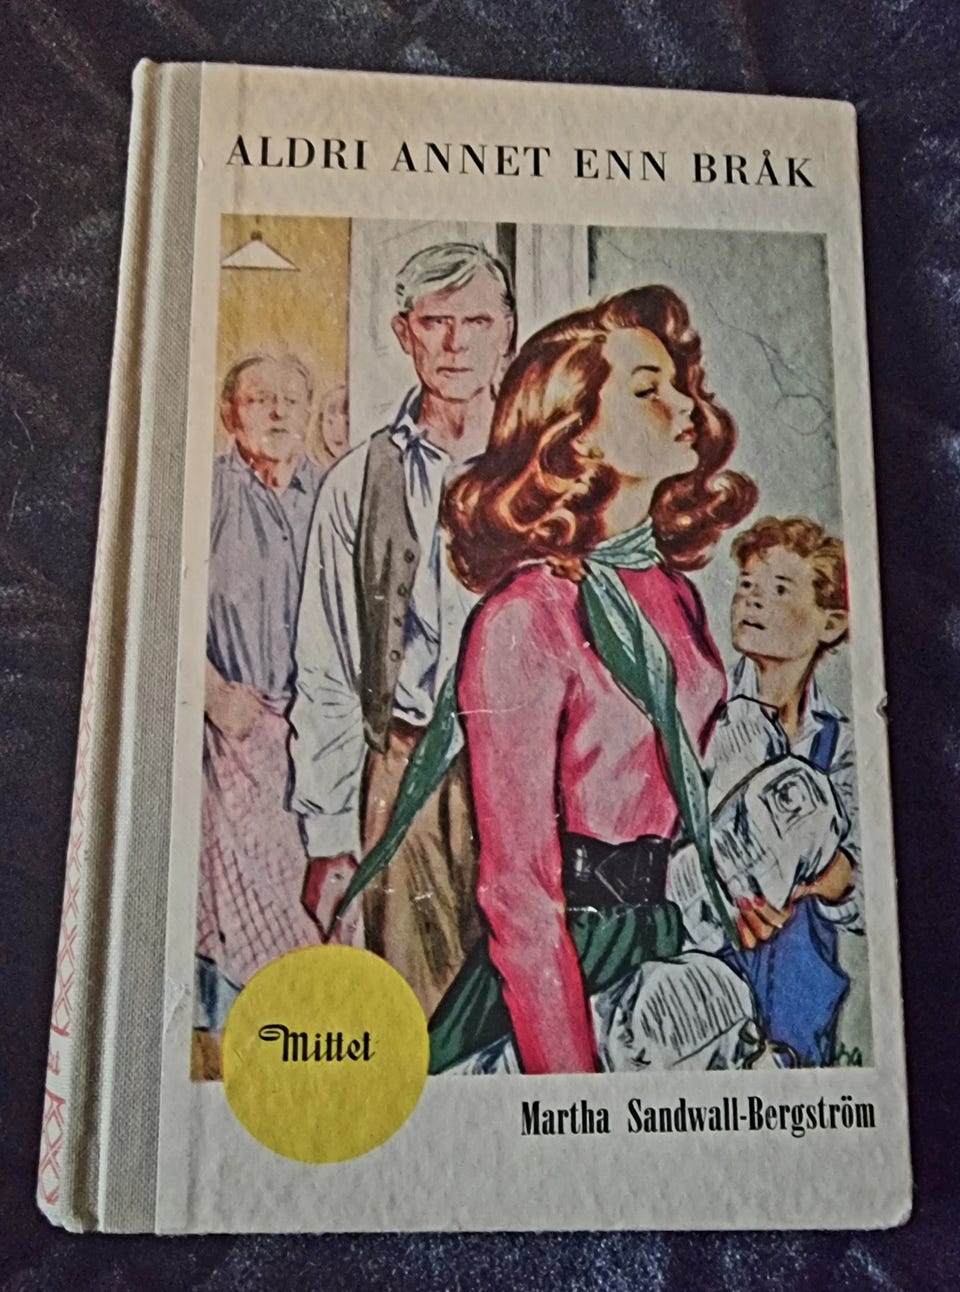 ALDRI ANNET ENN BRÅK
Mittet
Martha Sandwall-Bergström